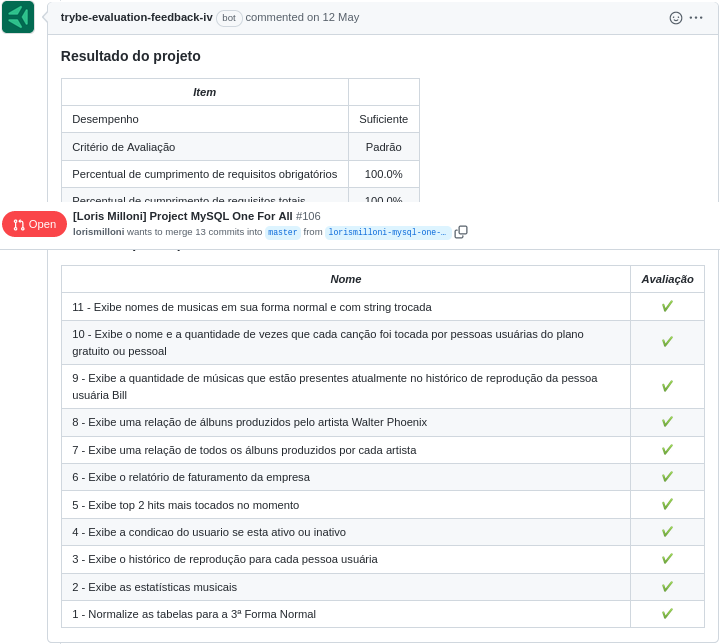 trybe-evaluation-feedback-iv bot commented on 12 May
Resultado do projeto
Item
Desempenho Suficiente
Critério de Avaliação Padrão
Percentual de cumprimento de requisitos obrigatórios 100.0%
Percentual de cumprimento de requisitos totais 100.0%
Open
[Loris Milloni] Project MySQL One For All #106
lorismilloni wants to merge 13 commits into master from lorismilloni-mysql-one-…
Nome Avaliação
11 - Exibe nomes de musicas em sua forma normal e com string trocada ✔
10 - Exibe o nome e a quantidade de vezes que cada canção foi tocada por pessoas usuárias do plano
gratuito ou pessoal ✔
9 - Exibe a quantidade de músicas que estão presentes atualmente no histórico de reprodução da pessoa
usuária Bill ✔
8 - Exibe uma relação de álbuns produzidos pelo artista Walter Phoenix ✔
7 - Exibe uma relação de todos os álbuns produzidos por cada artista ✔
6 - Exibe o relatório de faturamento da empresa ✔
5 - Exibe top 2 hits mais tocados no momento ✔
4 - Exibe a condicao do usuario se esta ativo ou inativo ✔
3 - Exibe o histórico de reprodução para cada pessoa usuária ✔
2 - Exibe as estatísticas musicais ✔
1 - Normalize as tabelas para a 3ª Forma Normal ✔